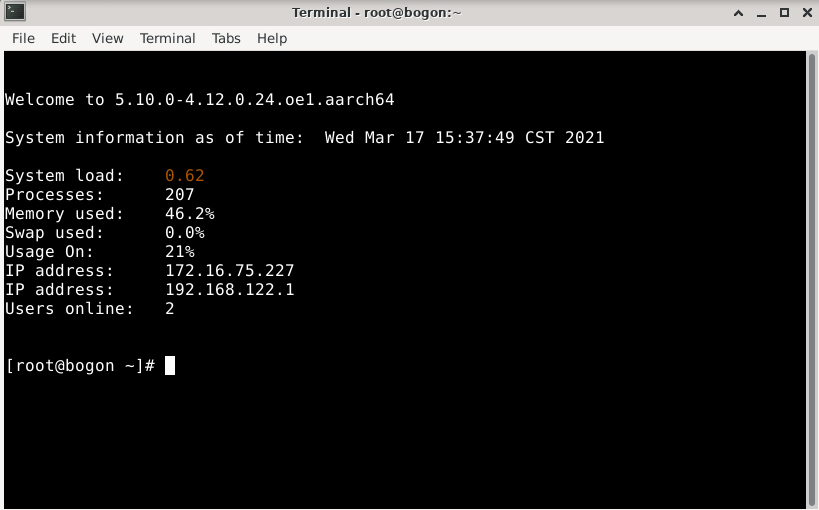 Terminal - root@bogon:~
File Edit View Terminal Tabs Help
Welcome to 5.10.0-4.12.0.24.oe1.aarch64
System information as of time:  Wed Mar 17 15:37:49 CST 2021
System load:    0.62
Processes:      207
Memory used:    46.2%
Swap used:      0.0%
Usage On:       21%
IP address:     172.16.75.227
IP address:     192.168.122.1
Users online:   2
[root@bogon ~]#